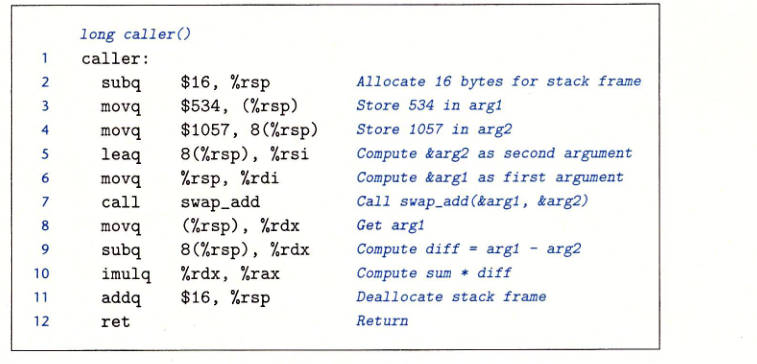 long caller()
1 caller:
2 subq $16, %rsp Allocate 16 bytes for stack frame
3 movq $534, (%rsp) Store 534 in arg1
4 movq $1057, 8(%rsp) Store 1057 in arg2
5 leaq 8(%rsp), %rsi Compute &arg2 as second argument
6 movq %rsp, %rdi Compute &arg1 as first argument
7 call swap_add Call swap_add(&arg1, &arg2)
8 movq (%rsp), %rdx Get arg1
9 subq 8(%rsp), %rdx Compute diff = arg1 - arg2
10 imulq %rdx, %rax Compute sum * diff
11 addq $16, %rsp Deallocate stack frame
12 ret Return